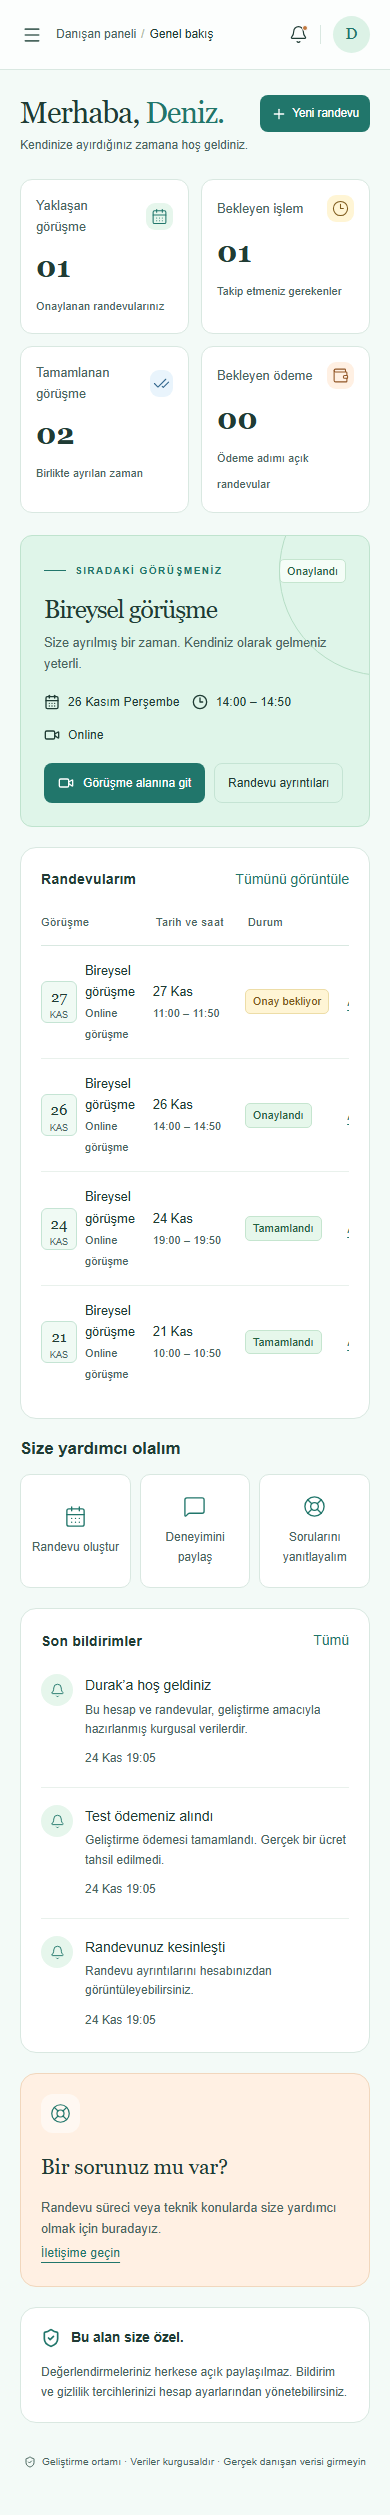 Danışan paneli / Genel bakış
D
Merhaba, Deniz.
+ Yeni randevu
Kendinize ayırdığınız zamana hoş geldiniz.
Yaklaşan
görüşme
01
Onaylanan randevularınız
Bekleyen işlem
01
Takip etmeniz gerekenler
Tamamlanan
görüşme
02
Birlikte ayrılan zaman
Bekleyen ödeme
00
Ödeme adımı açık
randevular
SIRADAKİ GÖRÜŞMENİZ
Onaylandı
Bireysel görüşme
Size ayrılmış bir zaman. Kendiniz olarak gelmeniz
yeterli.
26 Kasım Perşembe 14:00 – 14:50
Online
Görüşme alanına git
Randevu ayrıntıları
Randevularım
Tümünü görüntüle
Görüşme Tarih ve saat Durum
27
KAS
Bireysel
görüşme
Online
görüşme
27 Kas
11:00 – 11:50
Onay bekliyor
26
KAS
Bireysel
görüşme
Online
görüşme
26 Kas
14:00 – 14:50
Onaylandı
24
KAS
Bireysel
görüşme
Online
görüşme
24 Kas
19:00 – 19:50
Tamamlandı
21
KAS
Bireysel
görüşme
Online
görüşme
21 Kas
10:00 – 10:50
Tamamlandı
Size yardımcı olalım
Randevu oluştur
Deneyimini
paylaş
Sorularını
yanıtlayalım
Son bildirimler
Tümü
Durak’a hoş geldiniz
Bu hesap ve randevular, geliştirme amacıyla
hazırlanmış kurgusal verilerdir.
24 Kas 19:05
Test ödemeniz alındı
Geliştirme ödemesi tamamlandı. Gerçek bir ücret
tahsil edilmedi.
24 Kas 19:05
Randevunuz kesinleşti
Randevu ayrıntılarını hesabınızdan
görüntüleyebilirsiniz.
24 Kas 19:05
Bir sorunuz mu var?
Randevu süreci veya teknik konularda size yardımcı
olmak için buradayız.
İletişime geçin
Bu alan size özel.
Değerlendirmeleriniz herkese açık paylaşılmaz. Bildirim
ve gizlilik tercihlerinizi hesap ayarlarından yönetebilirsiniz.
Geliştirme ortamı · Veriler kurgusaldır · Gerçek danışan verisi girmeyin